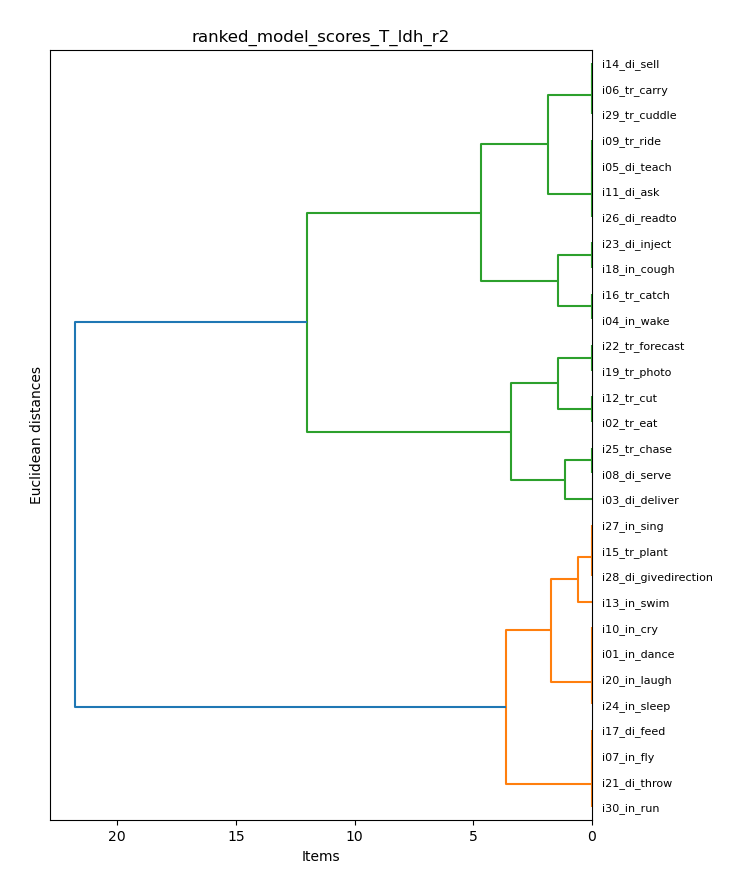 ranked_model_scores_T_ldh_r2
i14_di_sell
i06_tr_carry
i29_tr_cuddle
i09_tr_ride
i05_di_teach
i11_di_ask
i26_di_readto
i23_di_inject
i18_in_cough
i16_tr_catch
i04_in_wake
i22_tr_forecast
i19_tr_photo
i12_tr_cut
i02_tr_eat
i25_tr_chase
i08_di_serve
i03_di_deliver
i27_in_sing
i15_tr_plant
i28_di_givedirection
i13_in_swim
i10_in_cry
i01_in_dance
i20_in_laugh
i24_in_sleep
i17_di_feed
i07_in_fly
i21_di_throw
i30_in_run
Euclidean distances
20 15 10 5 0
Items